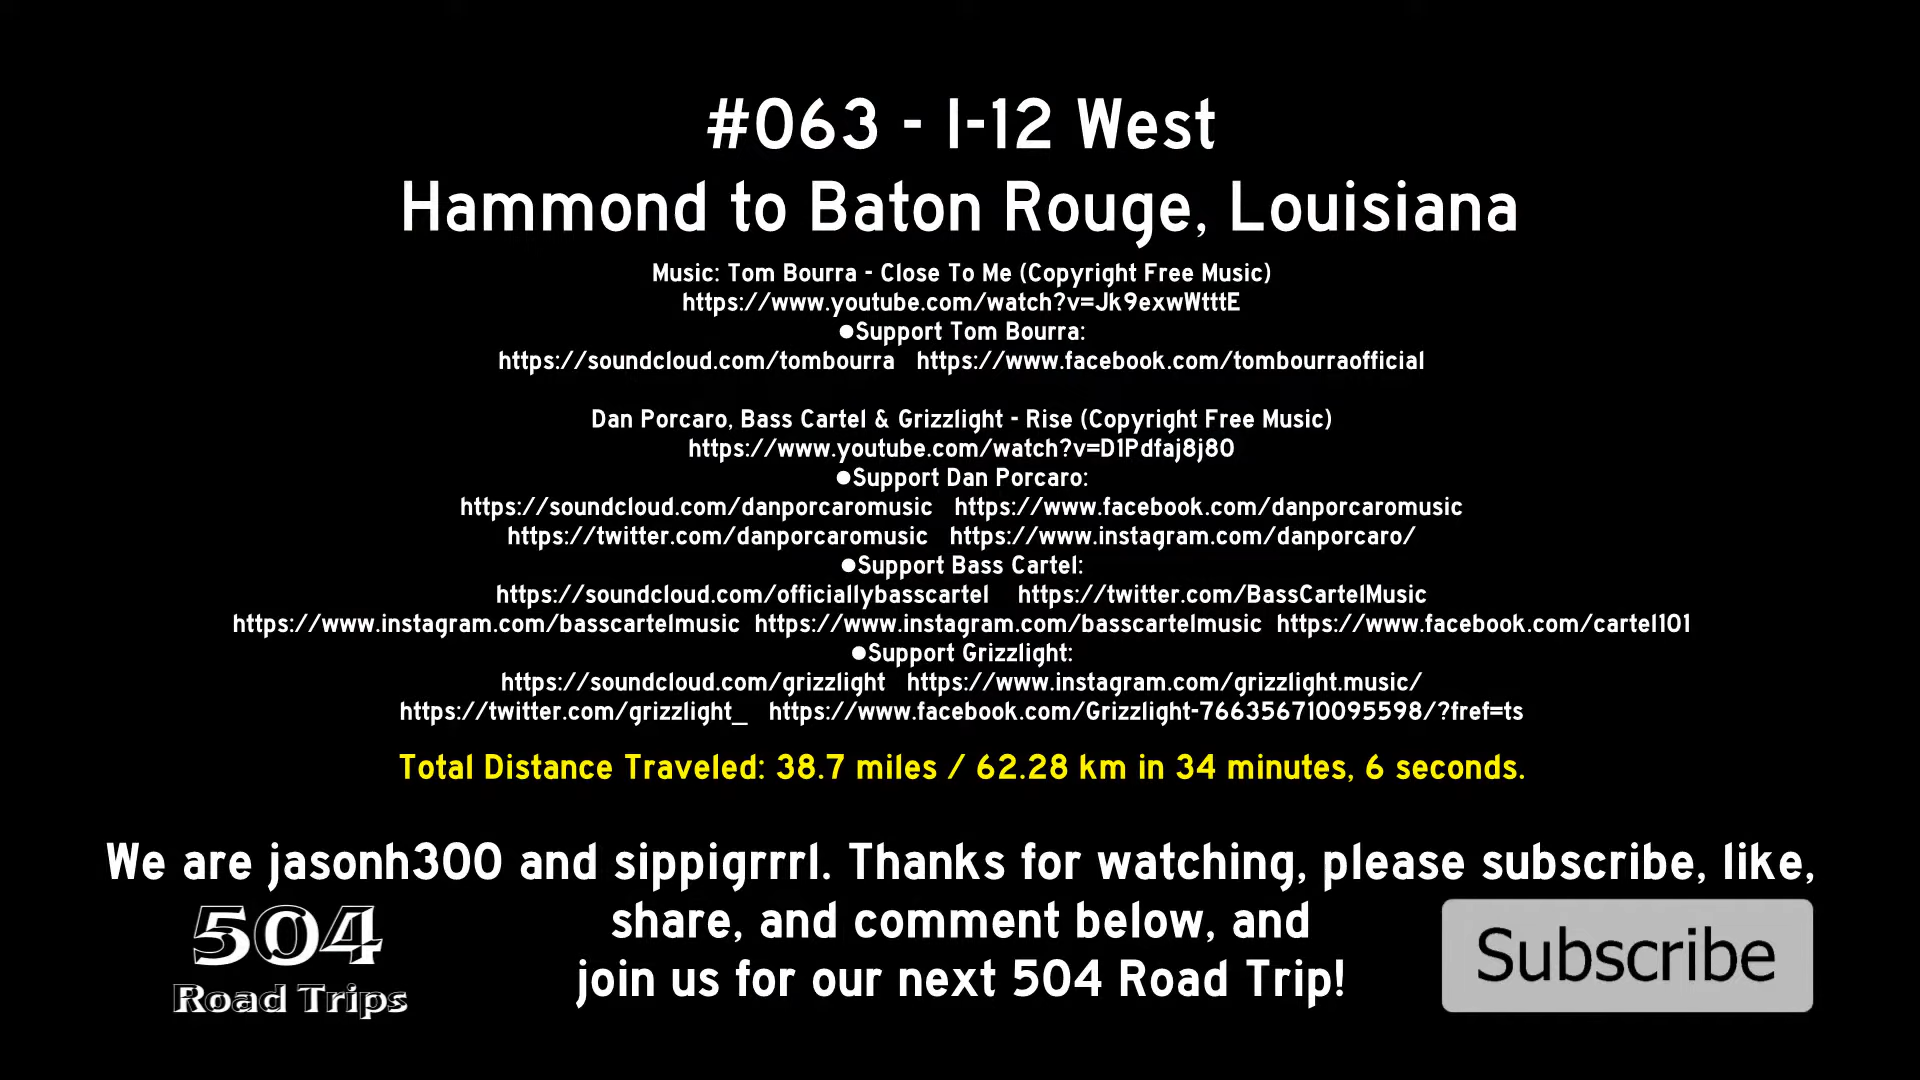 #063 - I-12 West
Hammond to Baton Rouge, Louisiana
Music: Tom Bourra - Close To Me (Copyright Free Music)
https://www.youtube.com/watch?v=Jk9exwWtttE
●Support Tom Bourra:
https://soundcloud.com/tombourra https://www.facebook.com/tombourraofficial
Dan Porcaro, Bass Cartel & Grizzlight - Rise (Copyright Free Music)
https://www.youtube.com/watch?v=D1Pdfaj8j80
●Support Dan Porcaro:
https://soundcloud.com/danporcaromusic https://www.facebook.com/danporcaromusic
https://twitter.com/danporcaromusic https://www.instagram.com/danporcaro/
●Support Bass Cartel:
https://soundcloud.com/officiallybasscartel https://twitter.com/BassCartelMusic
https://www.instagram.com/basscartelmusic https://www.instagram.com/basscartelmusic https://www.facebook.com/cartel101
●Support Grizzlight:
https://soundcloud.com/grizzlight https://www.instagram.com/grizzlight.music/
https://twitter.com/grizzlight_ https://www.facebook.com/Grizzlight-766356710095598/?fref=ts
Total Distance Traveled: 38.7 miles / 62.28 km in 34 minutes, 6 seconds.
We are jasonh300 and sippigrrrl. Thanks for watching, please subscribe, like,
share, and comment below, and
join us for our next 504 Road Trip!
504
Road Trips
Subscribe